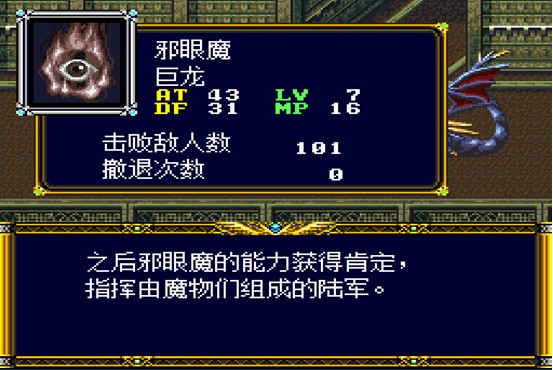 邪眼魔
巨龙
AT 43 LV 7
DF 31 MP 16
击败敌人数 101
撤退次数 0
之后邪眼魔的能力获得肯定，
指挥由魔物们组成的陆军。